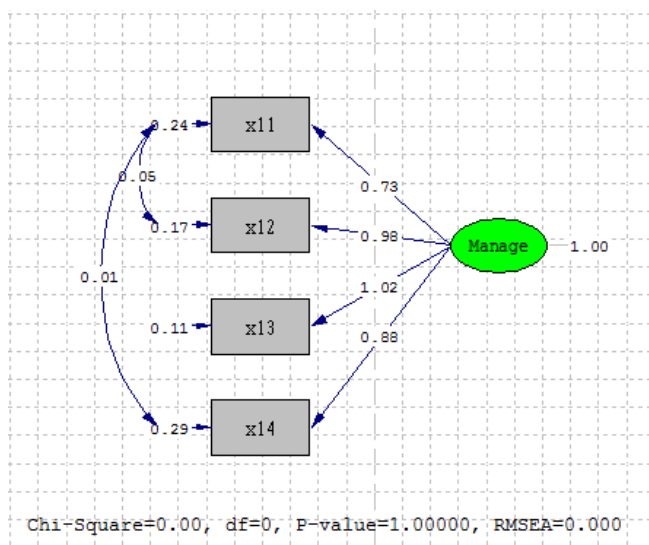 0.24 x11
0.73
0.05
0.17 x12
0.98
Manage 1.00
0.01
1.02
0.11 x13
0.88
0.29 x14
Chi-Square=0.00, df=0, P-value=1.00000, RMSEA=0.000